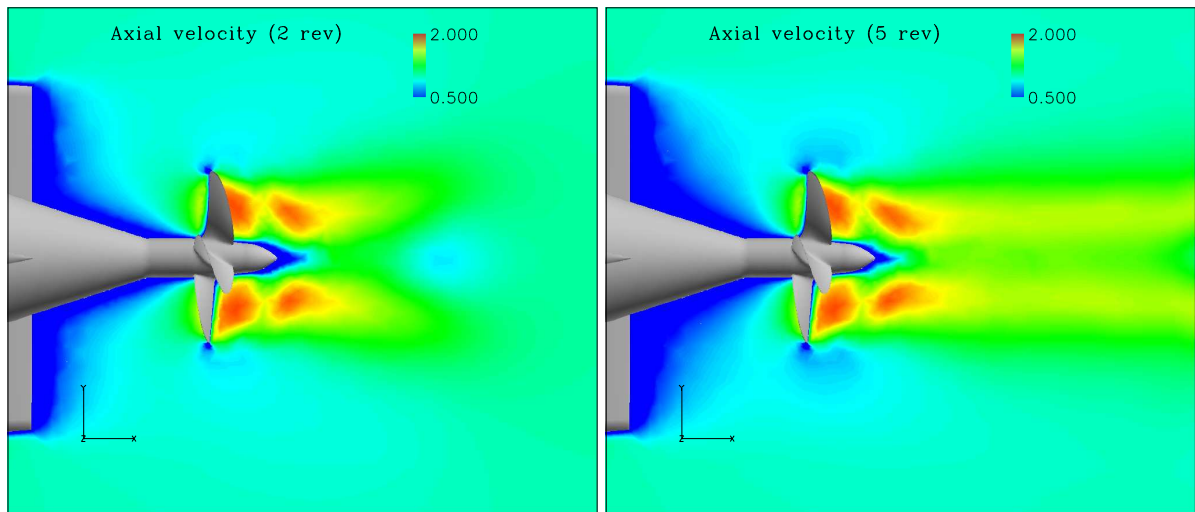 Axial velocity (2 rev)
2.000
0.500
Y
Z
X
Axial velocity (5 rev)
2.000
0.500
Y
Z
X